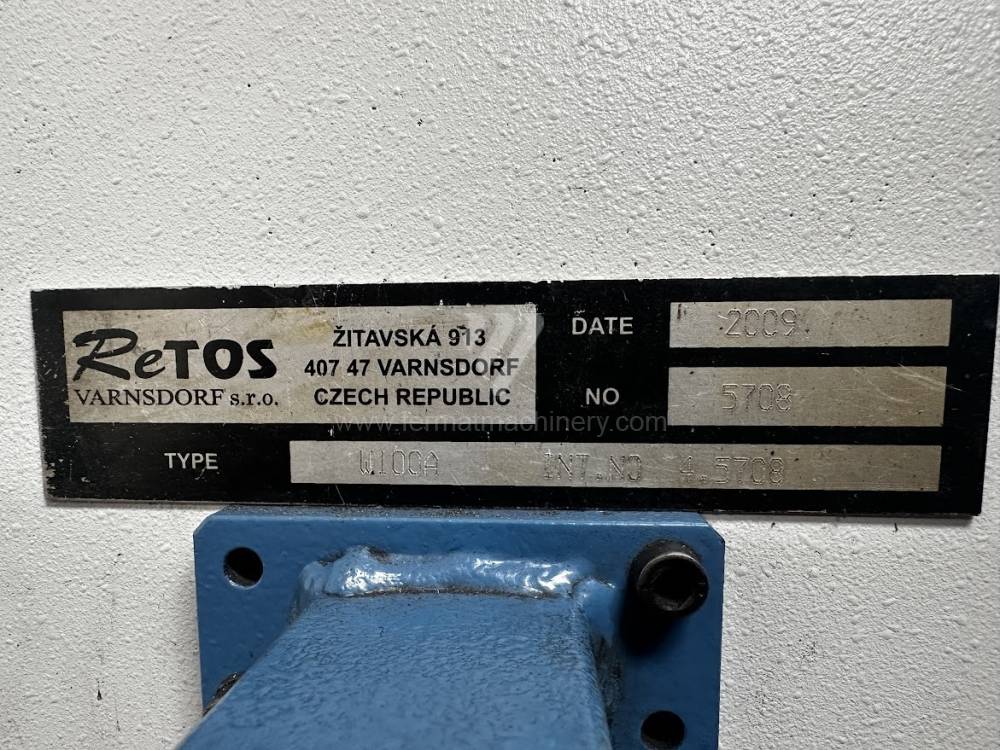 ReTOS
VARNSDORF s.r.o.
ŽITAVSKÁ 913
407 47 VARNSDORF
CZECH REPUBLIC
DATE 2009
NO 5708
TYPE W100A INT.NO 4.5708
www.fermatmachinery.com